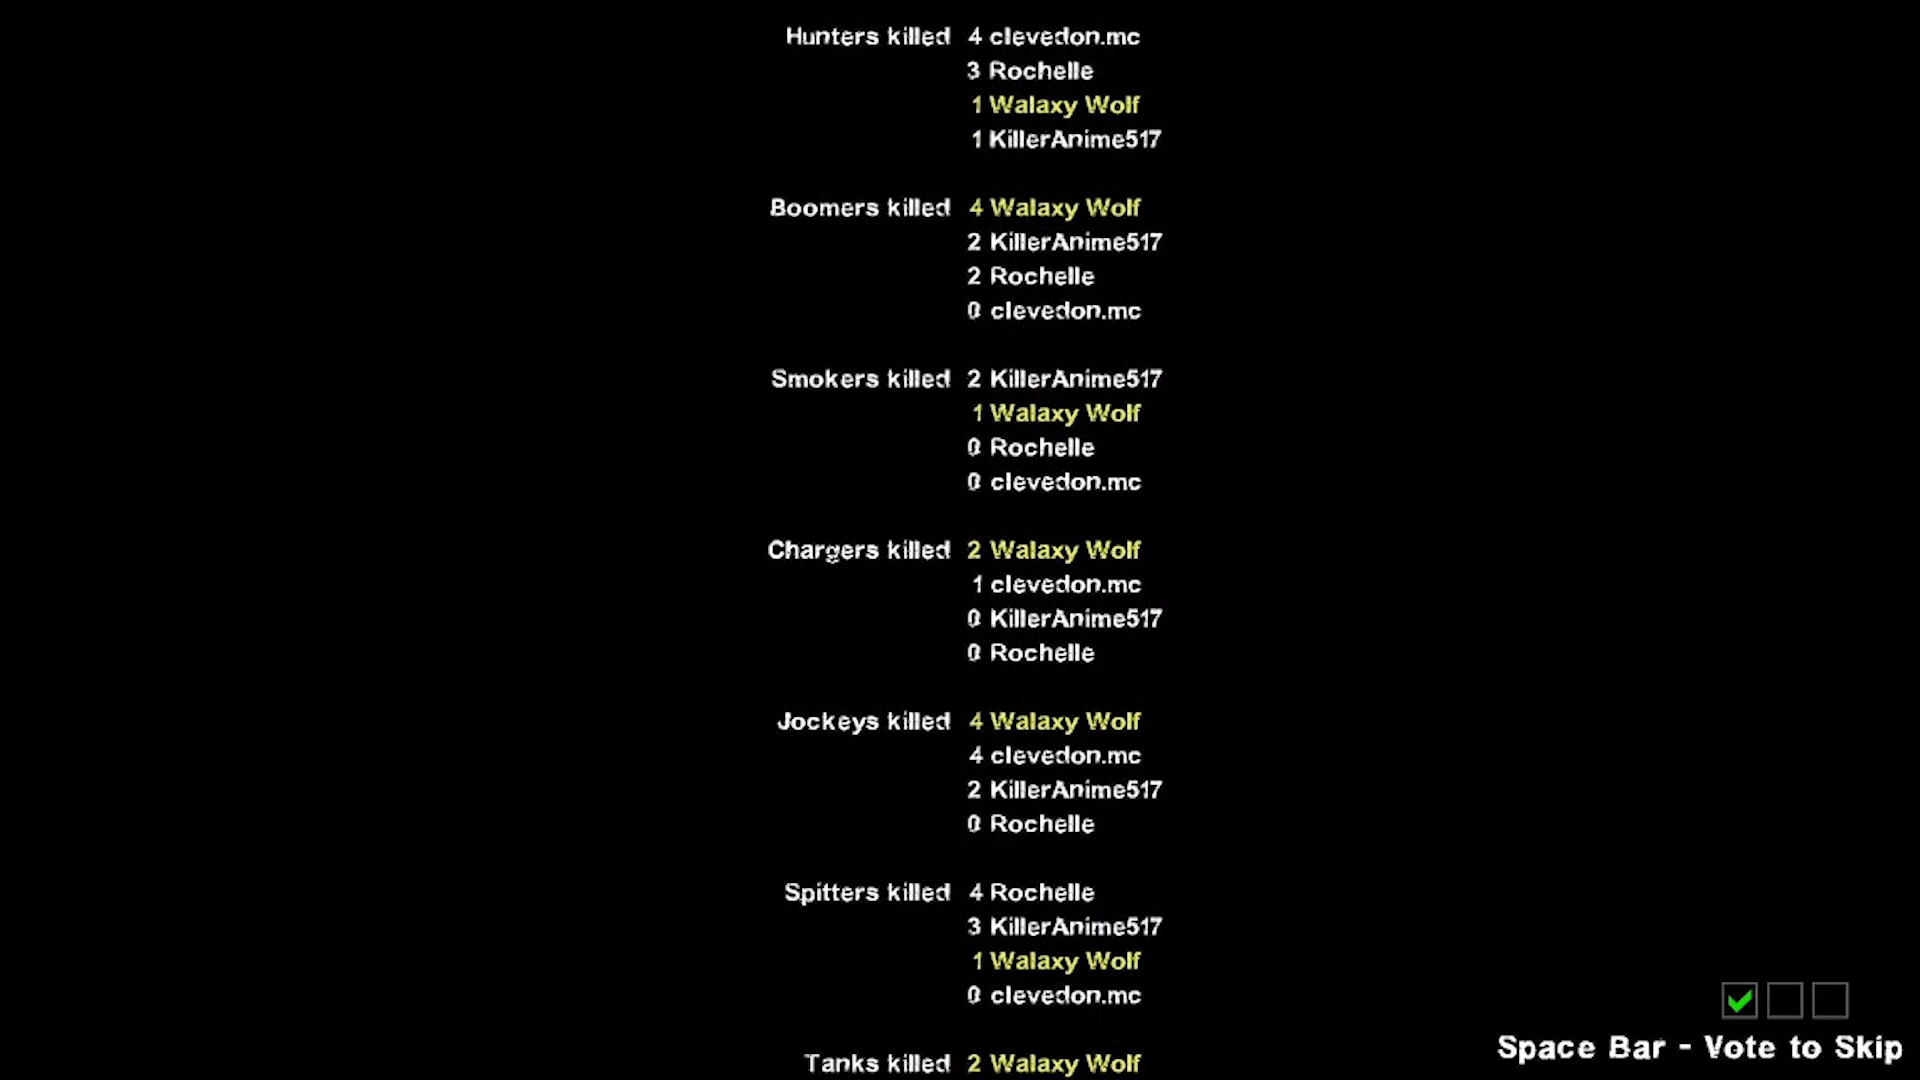 Hunters killed 4 clevedon.mc
3 Rochelle
1 Walaxy Wolf
1 KillerAnime517
Boomers killed 4 Walaxy Wolf
2 KillerAnime517
2 Rochelle
0 clevedon.mc
Smokers killed 2 KillerAnime517
1 Walaxy Wolf
0 Rochelle
0 clevedon.mc
Chargers killed 2 Walaxy Wolf
1 clevedon.mc
0 KillerAnime517
0 Rochelle
Jockeys killed 4 Walaxy Wolf
4 clevedon.mc
2 KillerAnime517
0 Rochelle
Spitters killed 4 Rochelle
3 KillerAnime517
1 Walaxy Wolf
0 clevedon.mc
Tanks killed 2 Walaxy Wolf
Space Bar - Vote to Skip